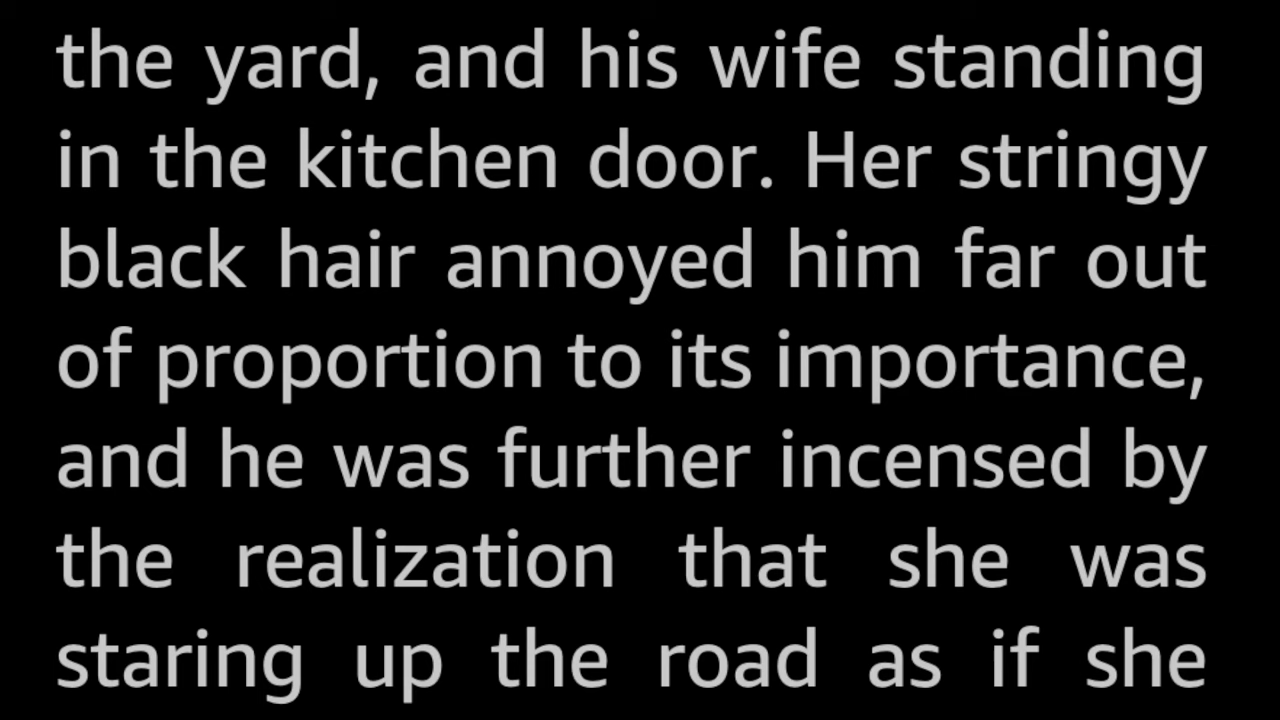 the yard, and his wife standing
in the kitchen door. Her stringy
black hair annoyed him far out
of proportion to its importance,
and he was further incensed by
the realization that she was
staring up the road as if she